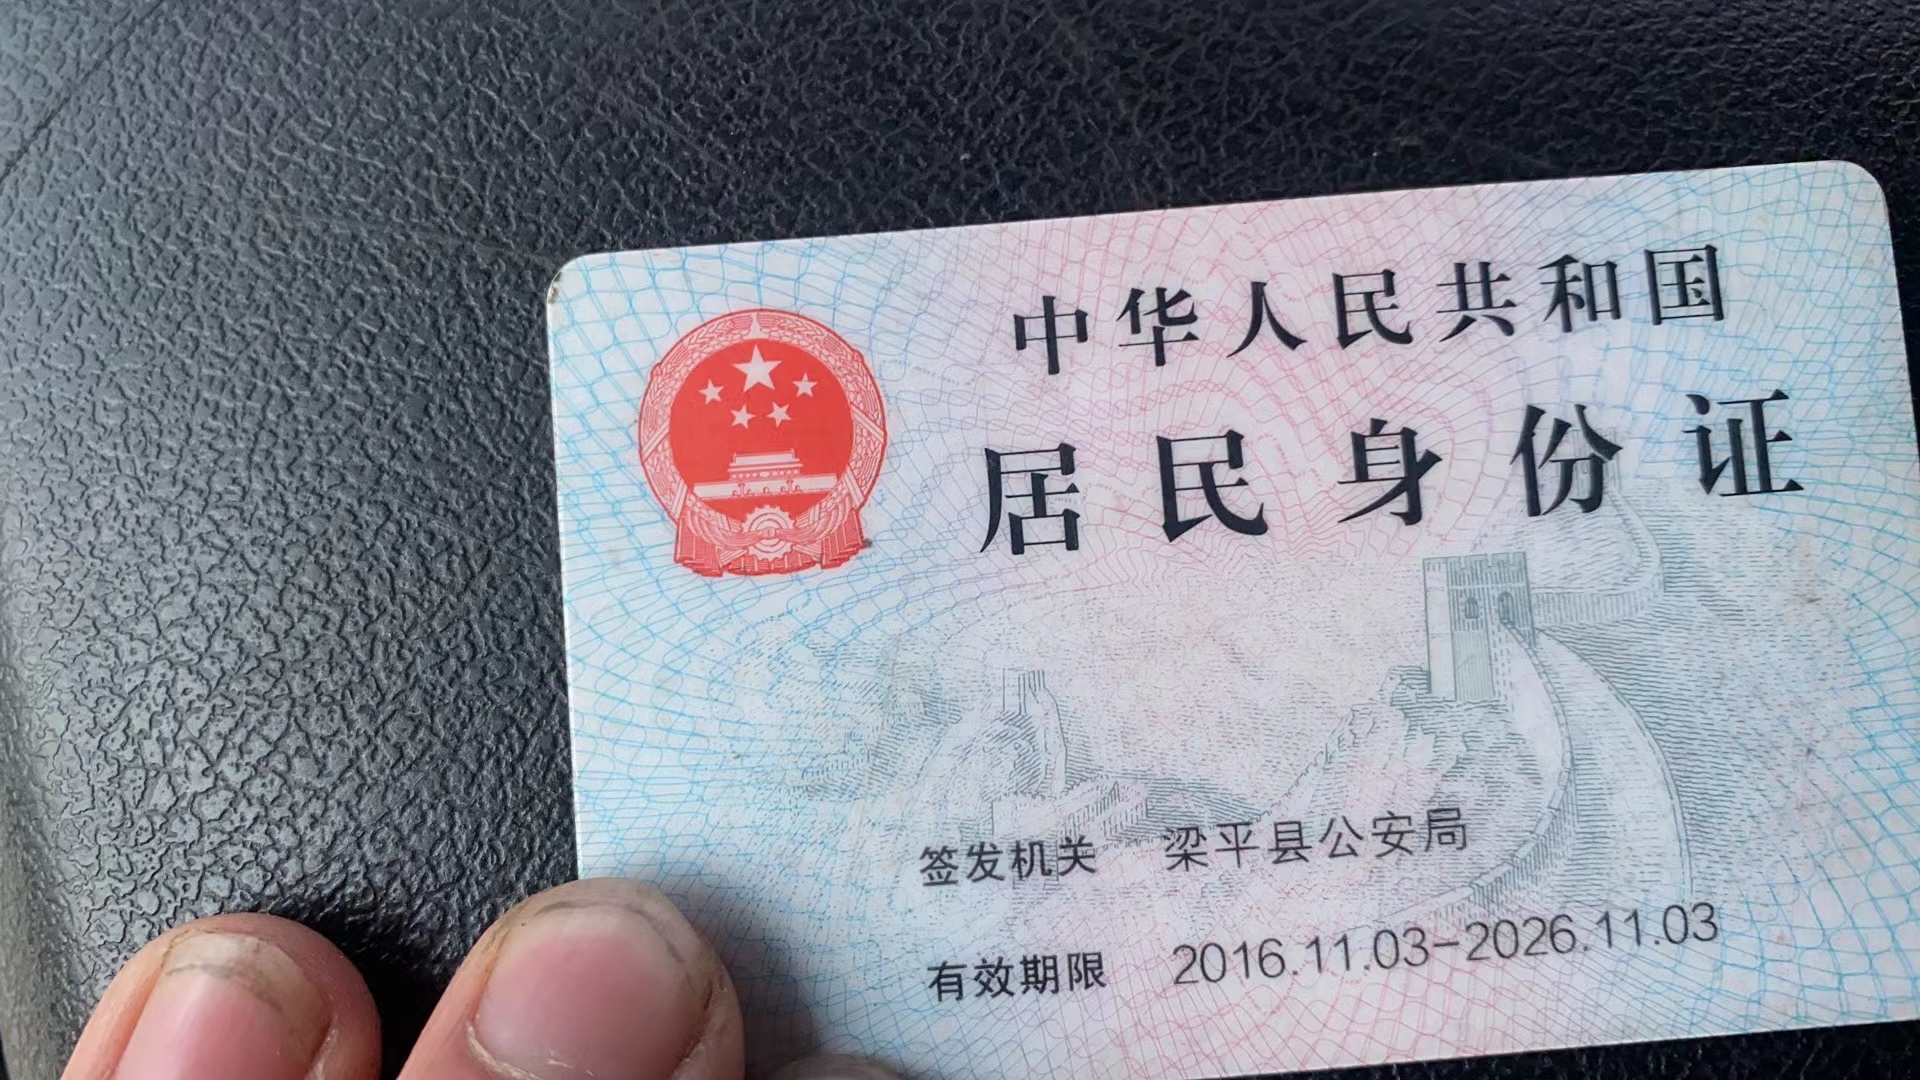 中华人民共和国
居民身份证
签发机关 梁平县公安局
有效期限 2016.11.03-2026.11.03